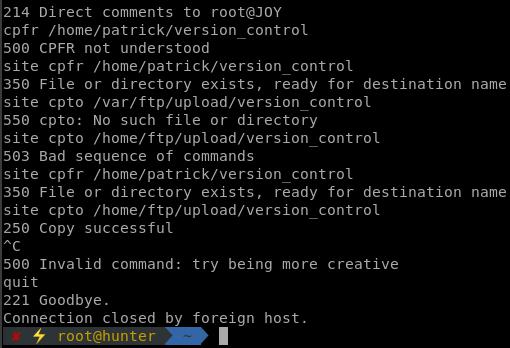 214 Direct comments to root@JOY
cpfr /home/patrick/version_control
500 CPFR not understood
site cpfr /home/patrick/version_control
350 File or directory exists, ready for destination name
site cpto /var/ftp/upload/version_control
550 cpto: No such file or directory
site cpto /home/ftp/upload/version_control
503 Bad sequence of commands
site cpfr /home/patrick/version_control
350 File or directory exists, ready for destination name
site cpto /home/ftp/upload/version_control
250 Copy successful
^C
500 Invalid command: try being more creative
quit
221 Goodbye.
Connection closed by foreign host.
✘ ⚡ root@hunter ~